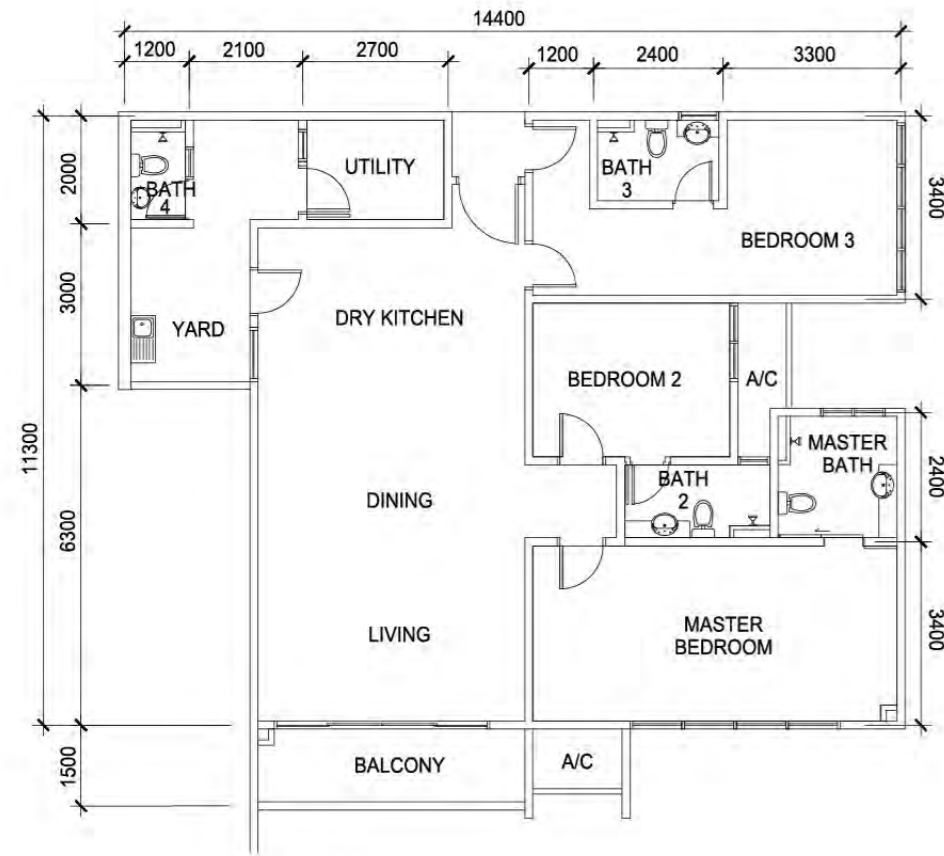 14400
1200
2100
2700
1200
2400
3300
2000
3000
11300
6300
1500
3400
2400
3400
BATH
4
UTILITY
BATH
3
BEDROOM 3
YARD
DRY KITCHEN
BEDROOM 2
A/C
MASTER
BATH
BATH
2
DINING
LIVING
MASTER
BEDROOM
BALCONY
A/C